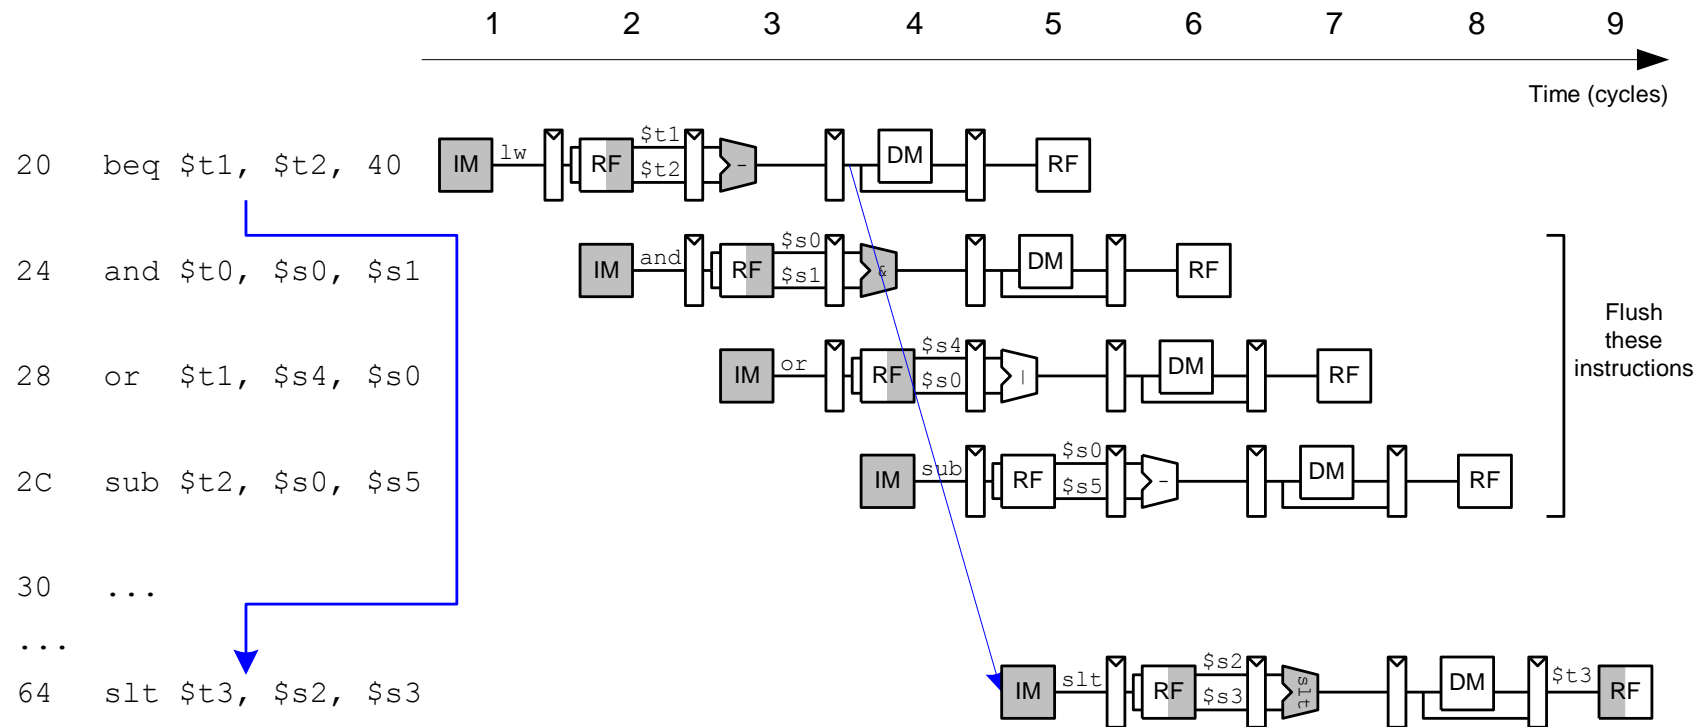 1 2 3 4 5 6 7 8 9
Time (cycles)
20 beq $t1, $t2, 40 IM lw RF $t1 $t2 - DM RF
24 and $t0, $s0, $s1 IM and RF $s0 $s1 & DM RF
28 or $t1, $s4, $s0 IM or RF $s4 $s0 | DM RF
2C sub $t2, $s0, $s5 IM sub RF $s0 $s5 - DM RF
Flush
these
instructions
30 ...
...
64 slt $t3, $s2, $s3 IM slt RF $s2 $s3 slt DM $t3 RF